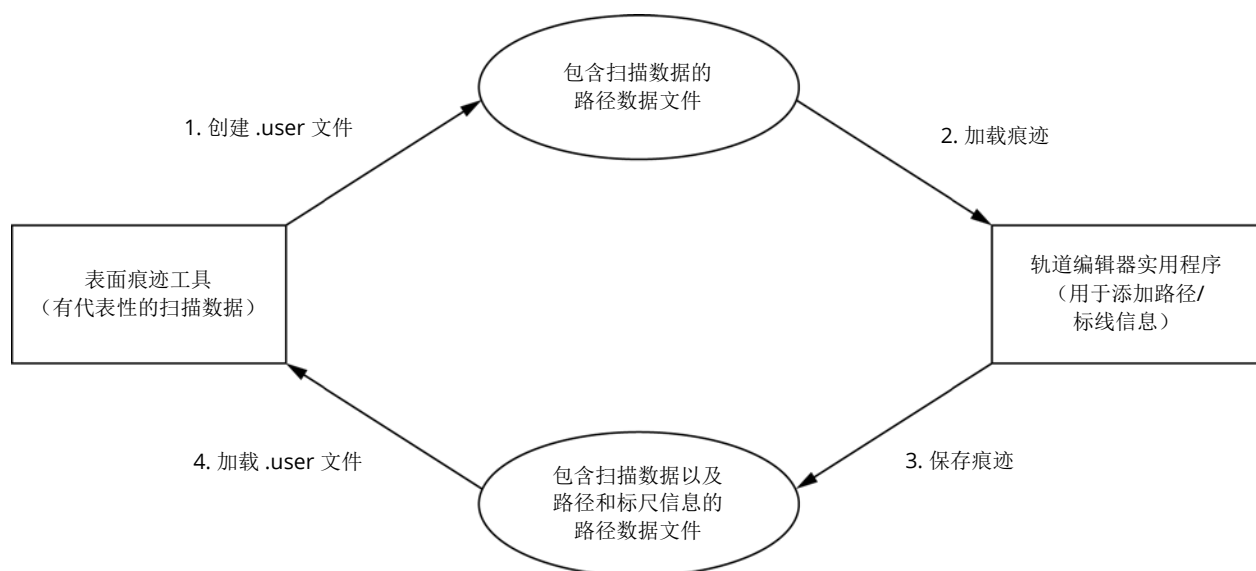 包含扫描数据的
路径数据文件
1. 创建 .user 文件
2. 加载痕迹
表面痕迹工具
（有代表性的扫描数据）
轨道编辑器实用程序
（用于添加路径/
标线信息）
4. 加载 .user 文件
3. 保存痕迹
包含扫描数据以及
路径和标尺信息的
路径数据文件